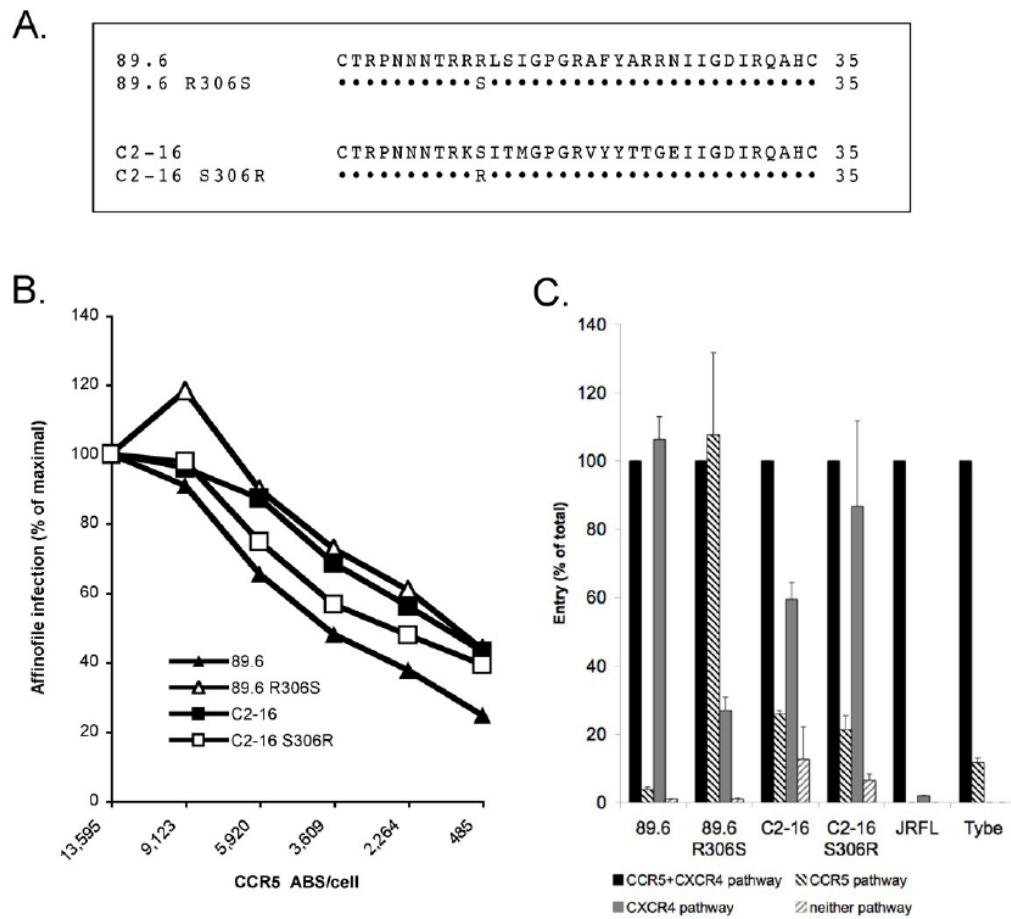 A.
89.6 CTRPNNNTRRRLSIGPGRAFYARRNIIGDIRQAHC 35
89.6 R306S •••••••••••S••••••••••••••••••••••• 35
C2-16 CTRPNNNTRKSITMGPGRVYYTTGEIIGDIRQAHC 35
C2-16 S306R ••••••••••R•••••••••••••••••••••••• 35
B.
Affinofile infection (% of maximal)
140
120
100
80
60
40
20
0
89.6
89.6 R306S
C2-16
C2-16 S306R
13,595 9,123 5,920 3,609 2,264 485
CCR5 ABS/cell
C.
Entry (% of total)
140
120
100
80
60
40
20
0
89.6 89.6 R306S C2-16 C2-16 S306R JRFL Tybe
CCR5+CXCR4 pathway CCR5 pathway
CXCR4 pathway neither pathway